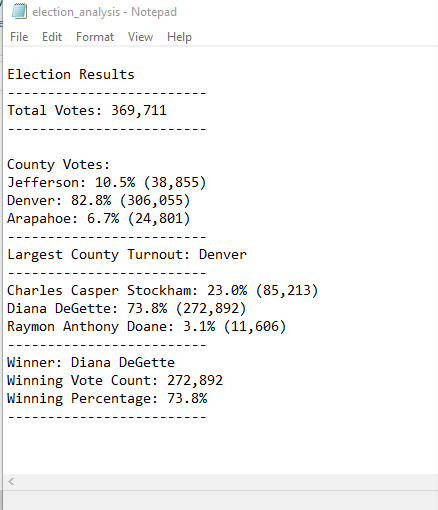 election_analysis - Notepad
File Edit Format View Help
Election Results
-------------------------
Total Votes: 369,711
-------------------------
County Votes:
Jefferson: 10.5% (38,855)
Denver: 82.8% (306,055)
Arapahoe: 6.7% (24,801)
-------------------------
Largest County Turnout: Denver
-------------------------
Charles Casper Stockham: 23.0% (85,213)
Diana DeGette: 73.8% (272,892)
Raymon Anthony Doane: 3.1% (11,606)
-------------------------
Winner: Diana DeGette
Winning Vote Count: 272,892
Winning Percentage: 73.8%
-------------------------